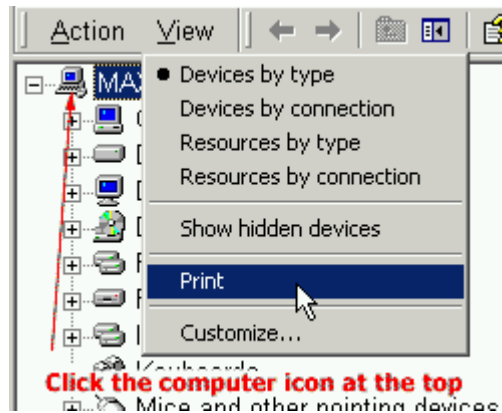 Action View
MAX
Devices by type
Devices by connection
Resources by type
Resources by connection
Show hidden devices
Print
Customize...
Keyboards
Click the computer icon at the top
Mice and other pointing devices